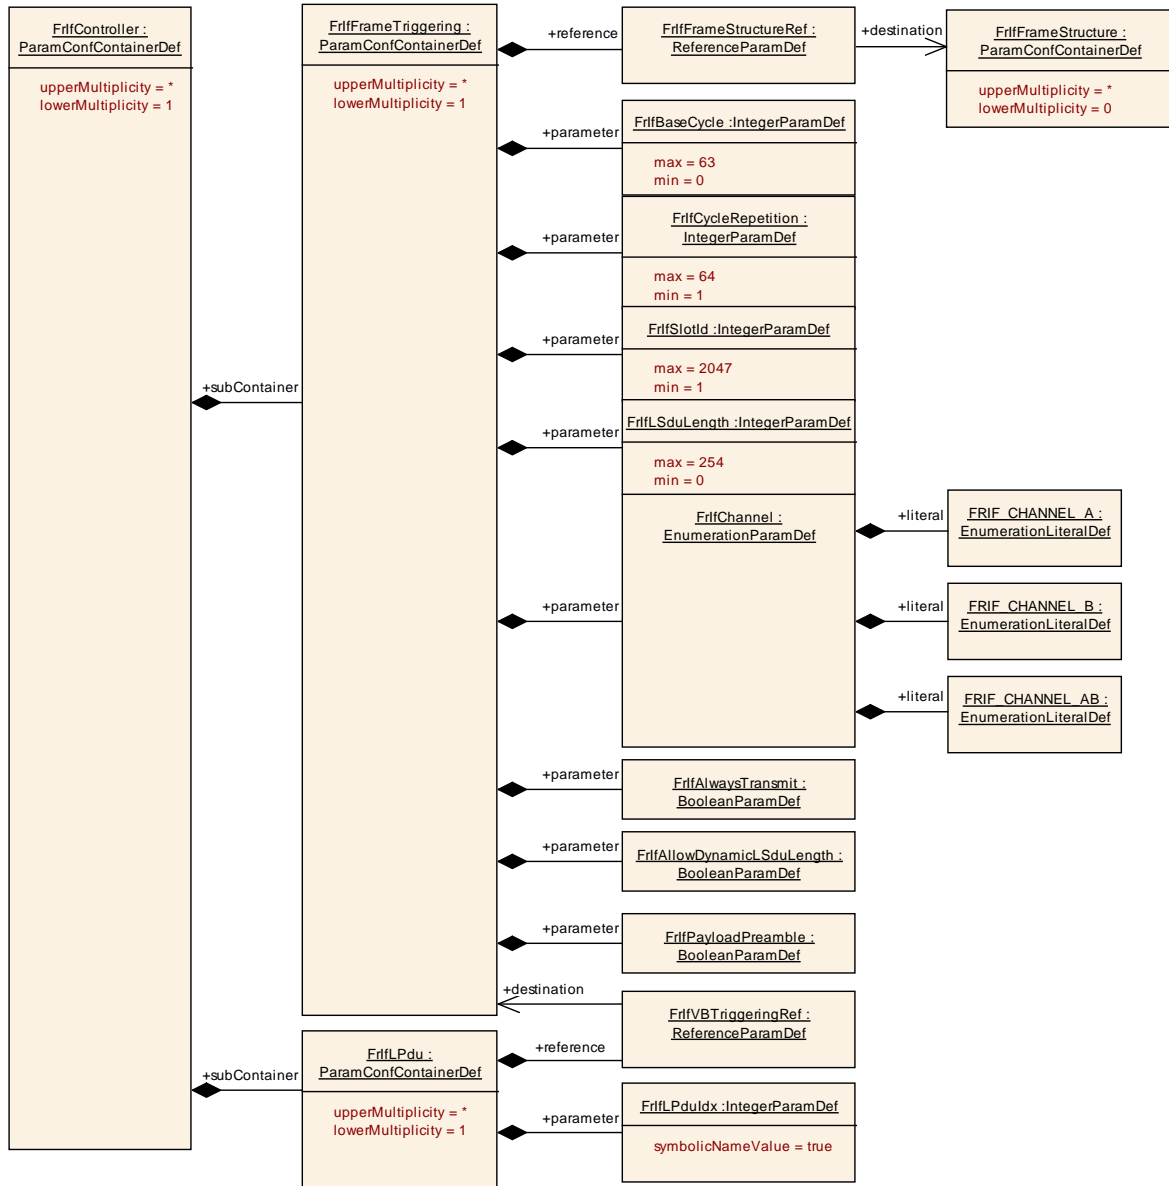 FrIfController :
ParamConfContainerDef
upperMultiplicity = *
lowerMultiplicity = 1
+subContainer
+subContainer
FrIfFrameTriggering :
ParamConfContainerDef
upperMultiplicity = *
lowerMultiplicity = 1
+reference
FrIfFrameStructureRef :
ReferenceParamDef
+destination
FrIfFrameStructure :
ParamConfContainerDef
upperMultiplicity = *
lowerMultiplicity = 0
+parameter
FrIfBaseCycle :IntegerParamDef
max = 63
min = 0
+parameter
FrIfCycleRepetition :
IntegerParamDef
max = 64
min = 1
+parameter
FrIfSlotId :IntegerParamDef
max = 2047
min = 1
+parameter
FrIfLSduLength :IntegerParamDef
max = 254
min = 0
+parameter
FrIfChannel :
EnumerationParamDef
+literal
FRIF_CHANNEL_A :
EnumerationLiteralDef
+literal
FRIF_CHANNEL_B :
EnumerationLiteralDef
+literal
FRIF_CHANNEL_AB :
EnumerationLiteralDef
+parameter
FrIfAlwaysTransmit :
BooleanParamDef
+parameter
FrIfAllowDynamicLSduLength :
BooleanParamDef
+parameter
FrIfPayloadPreamble :
BooleanParamDef
+destination
FrIfVBTriggeringRef :
ReferenceParamDef
FrIfLPdu :
ParamConfContainerDef
upperMultiplicity = *
lowerMultiplicity = 1
+reference
+parameter
FrIfLPduIdx :IntegerParamDef
symbolicNameValue = true